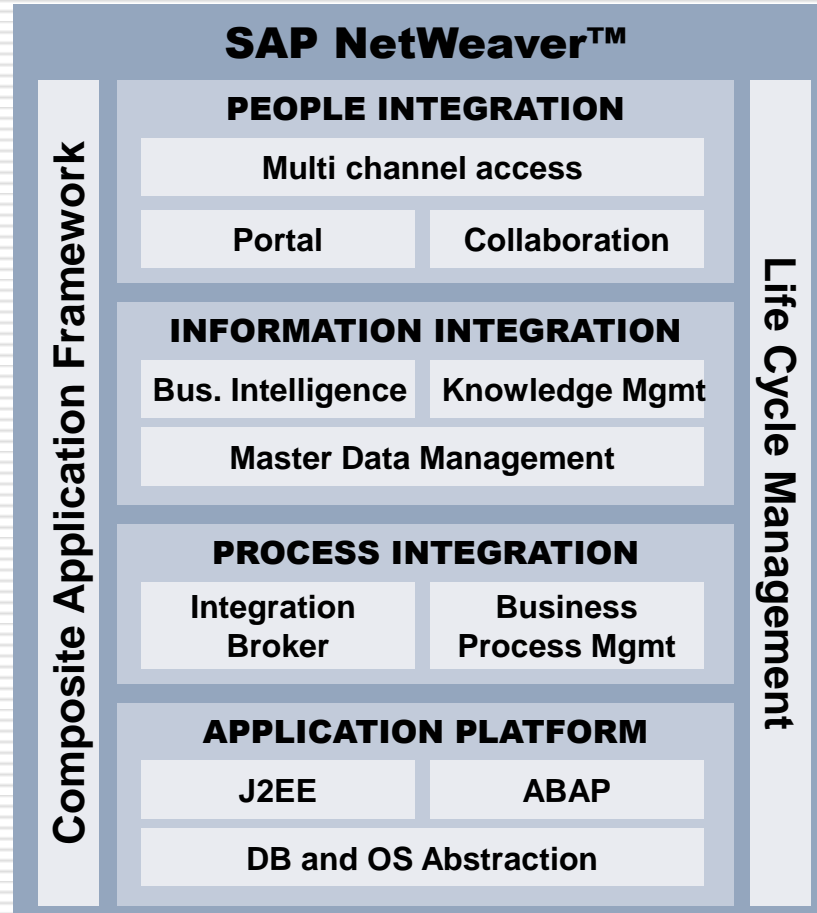 SAP NetWeaver™
Composite Application Framework
PEOPLE INTEGRATION
Multi channel access
Portal
Collaboration
INFORMATION INTEGRATION
Bus. Intelligence
Knowledge Mgmt
Master Data Management
PROCESS INTEGRATION
Integration
Broker
Business
Process Mgmt
APPLICATION PLATFORM
J2EE
ABAP
DB and OS Abstraction
Life Cycle Management